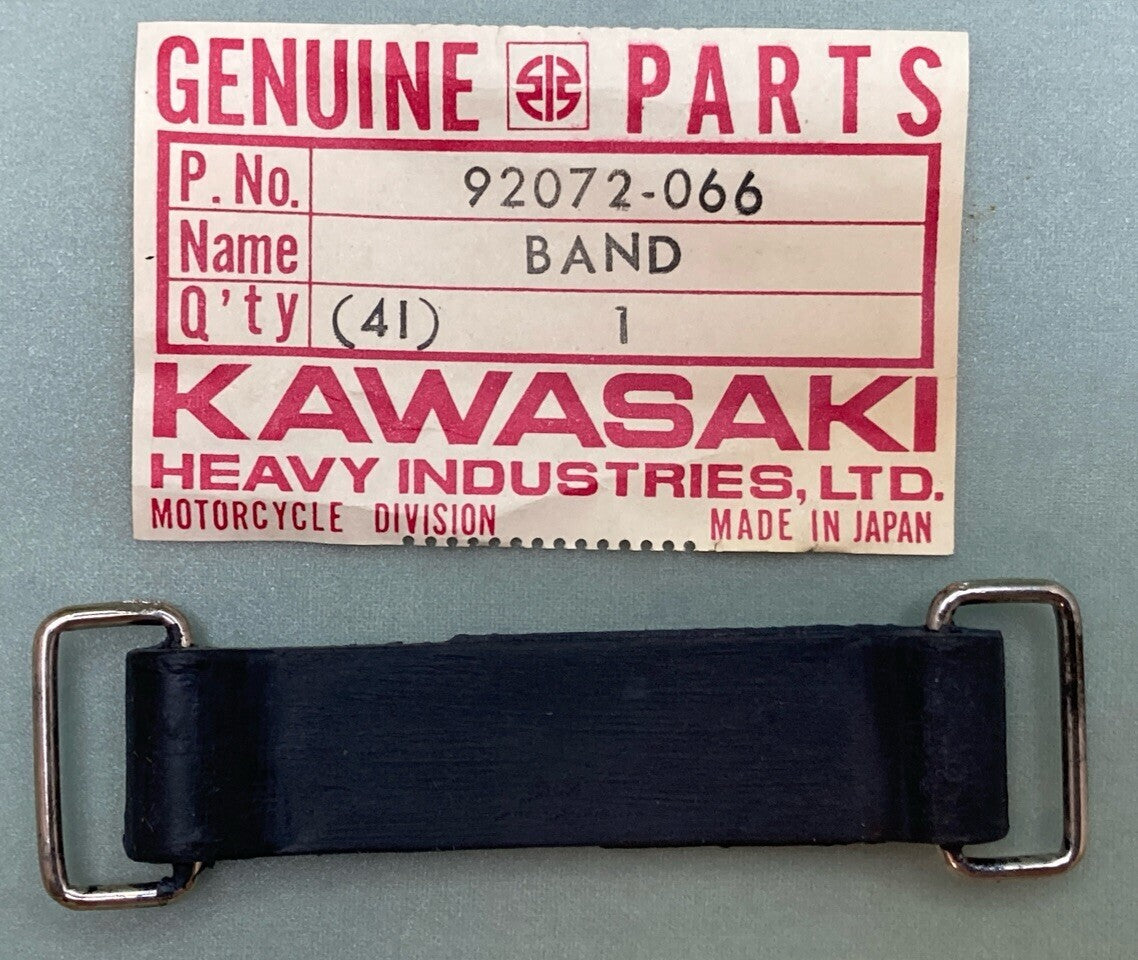 GENUINE PARTS
P. No. 92072-066
Name BAND
Q'ty (41) 1
KAWASAKI
HEAVY INDUSTRIES, LTD.
MOTORCYCLE DIVISION MADE IN JAPAN